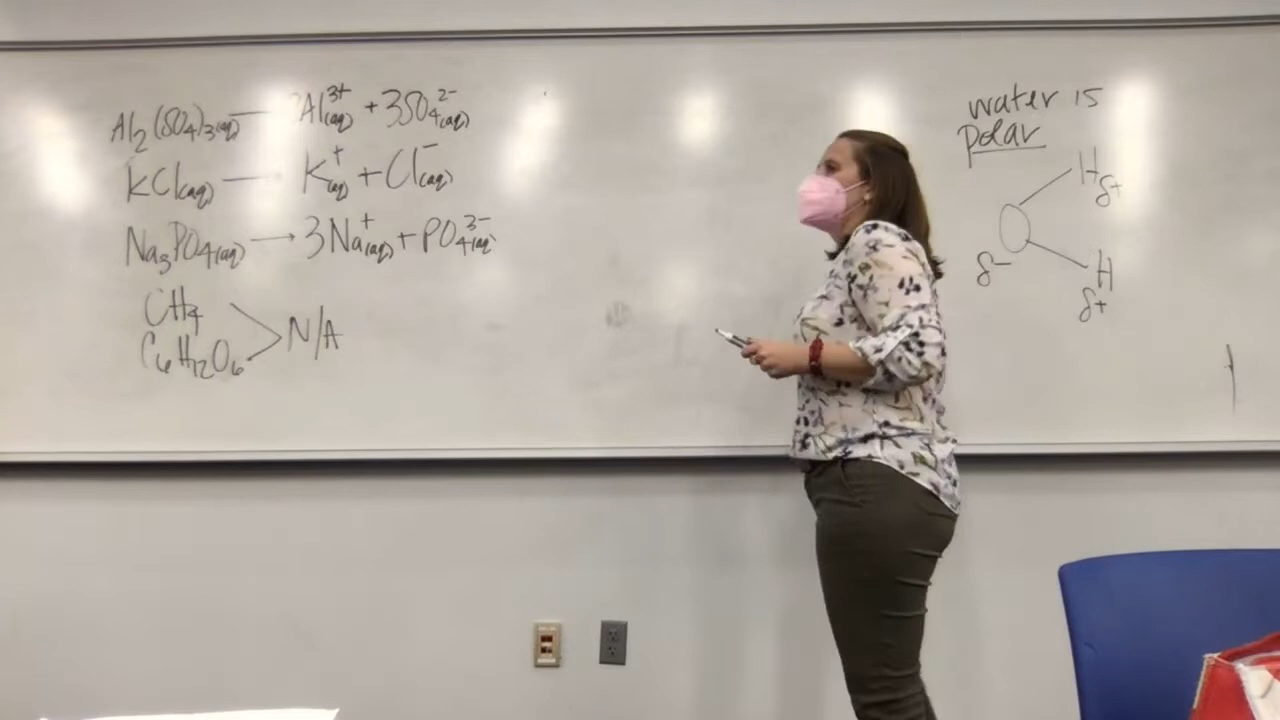 Al₂(SO₄)₃(aq) — 2Al³⁺(aq) + 3SO₄²⁻(aq)
KCl(aq) — K⁺(aq) + Cl⁻(aq)
Na₃PO₄(aq) → 3Na⁺(aq) + PO₄³⁻(aq)
CH₄
C₆H₁₂O₆
N/A
water is
polar
H
δ+
O
δ-
H
δ+